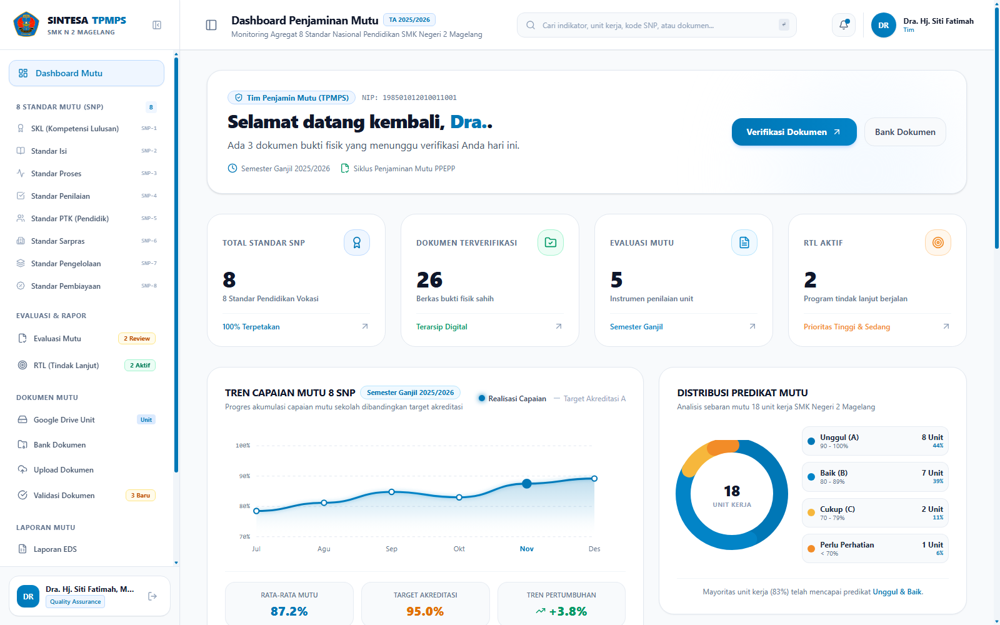 SINTESA TPMPS
SMK N 2 MAGELANG
Dashboard Mutu
8 STANDAR MUTU (SNP) 8
SKL (Kompetensi Lulusan) SNP-1
Standar Isi SNP-2
Standar Proses SNP-3
Standar Penilaian SNP-4
Standar PTK (Pendidik) SNP-5
Standar Sarpras SNP-6
Standar Pengelolaan SNP-7
Standar Pembiayaan SNP-8
EVALUASI & RAPOR
Evaluasi Mutu 2 Review
RTL (Tindak Lanjut) 2 Aktif
DOKUMEN MUTU
Google Drive Unit Unit
Bank Dokumen
Upload Dokumen
Validasi Dokumen 3 Baru
LAPORAN MUTU
Laporan EDS
DR
Dra. Hj. Siti Fatimah, M...
Quality Assurance
Dashboard Penjaminan Mutu TA 2025/2026
Monitoring Agregat 8 Standar Nasional Pendidikan SMK Negeri 2 Magelang
Cari indikator, unit kerja, kode SNP, atau dokumen...
DR
Dra. Hj. Siti Fatimah
Tim
Tim Penjamin Mutu (TPMPS) NIP: 198501012010011001
Selamat datang kembali, Dra..
Ada 3 dokumen bukti fisik yang menunggu verifikasi Anda hari ini.
Semester Ganjil 2025/2026 Siklus Penjaminan Mutu PPEPP
Verifikasi Dokumen
Bank Dokumen
TOTAL STANDAR SNP
8
8 Standar Pendidikan Vokasi
100% Terpetakan
DOKUMEN TERVERIFIKASI
26
Berkas bukti fisik sahih
Terarsip Digital
EVALUASI MUTU
5
Instrumen penilaian unit
Semester Ganjil
RTL AKTIF
2
Program tindak lanjut berjalan
Prioritas Tinggi & Sedang
TREN CAPAIAN MUTU 8 SNP Semester Ganjil 2025/2026
Progres akumulasi capaian mutu sekolah dibandingkan target akreditasi
Realisasi Capaian Target Akreditasi A
100%
90%
80%
70%
Jul Agu Sep Okt Nov Des
RATA-RATA MUTU
87.2%
TARGET AKREDITASI
95.0%
TREN PERTUMBUHAN
+3.8%
DISTRIBUSI PREDIKAT MUTU
Analisis sebaran mutu 18 unit kerja SMK Negeri 2 Magelang
18
UNIT KERJA
Unggul (A) 8 Unit
90 - 100% 44%
Baik (B) 7 Unit
80 - 89% 39%
Cukup (C) 2 Unit
70 - 79% 11%
Perlu Perhatian 1 Unit
< 70% 6%
Mayoritas unit kerja (83%) telah mencapai predikat Unggul & Baik.